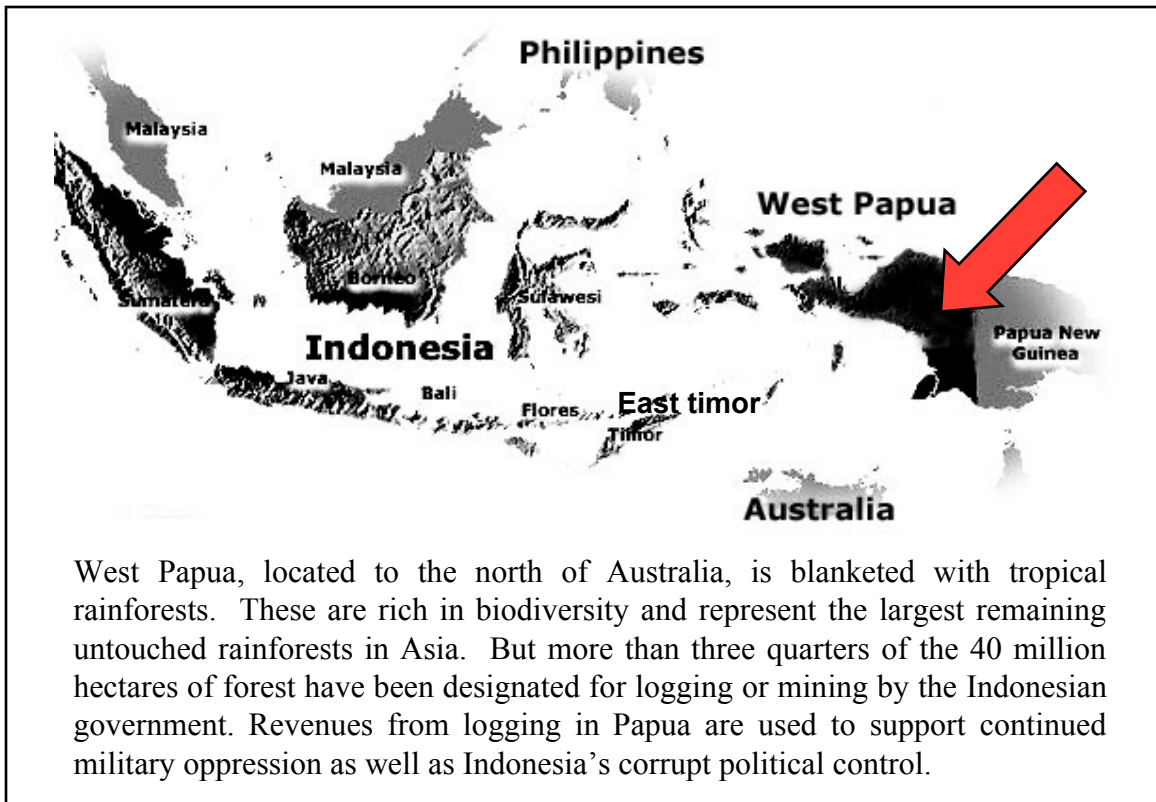 Philippines
Malaysia
Malaysia
West Papua
Borneo
Sumatera
Sulawesi
Indonesia
Papua New
Guinea
Java
Bali
Flores
East timor
Timor
Australia
West Papua, located to the north of Australia, is blanketed with tropical
rainforests. These are rich in biodiversity and represent the largest remaining
untouched rainforests in Asia. But more than three quarters of the 40 million
hectares of forest have been designated for logging or mining by the Indonesian
government. Revenues from logging in Papua are used to support continued
military oppression as well as Indonesia’s corrupt political control.